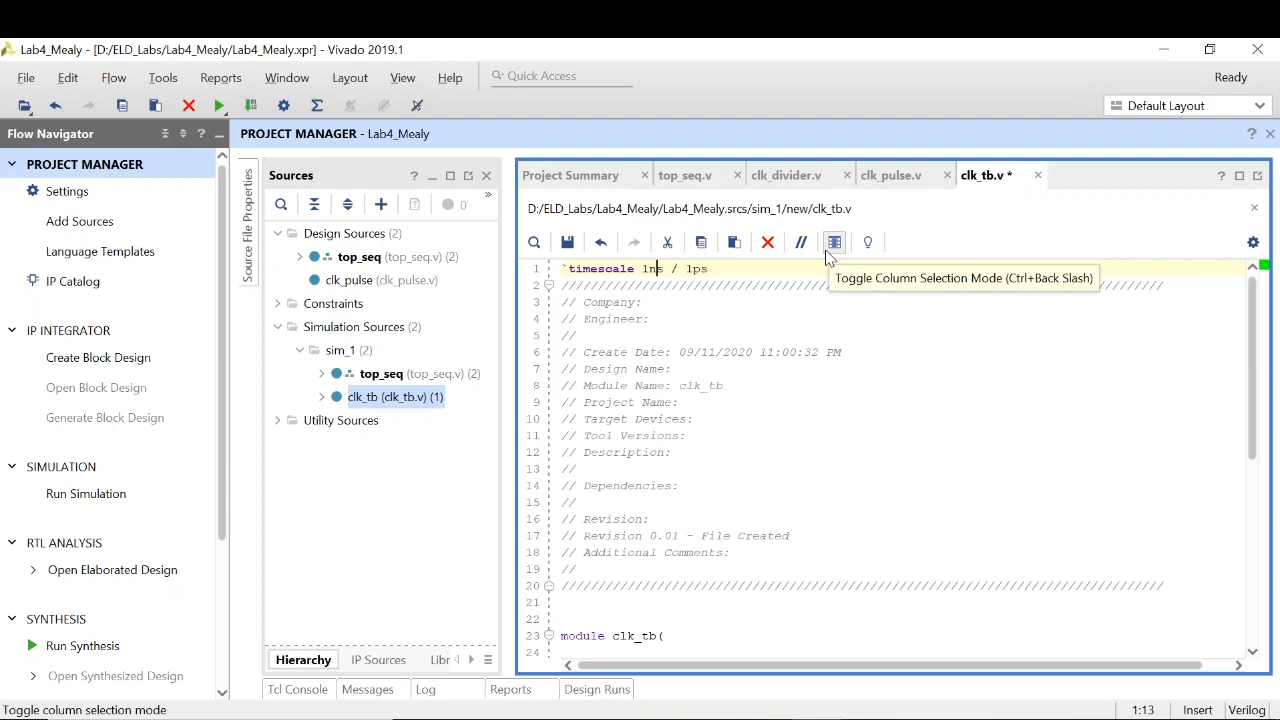 Lab4_Mealy - [D:/ELD_Labs/Lab4_Mealy/Lab4_Mealy.xpr] - Vivado 2019.1
File Edit Flow Tools Reports Window Layout View Help Quick Access Ready
Default Layout
Flow Navigator
PROJECT MANAGER - Lab4_Mealy
PROJECT MANAGER
Settings
Add Sources
Language Templates
IP Catalog
IP INTEGRATOR
Create Block Design
Open Block Design
Generate Block Design
SIMULATION
Run Simulation
RTL ANALYSIS
Open Elaborated Design
SYNTHESIS
Run Synthesis
Open Synthesized Design
Source File Properties
Sources
0
Design Sources (2)
top_seq (top_seq.v) (2)
clk_pulse (clk_pulse.v)
Constraints
Simulation Sources (2)
sim_1 (2)
top_seq (top_seq.v) (2)
clk_tb (clk_tb.v) (1)
Utility Sources
Hierarchy IP Sources Libr
Project Summary top_seq.v clk_divider.v clk_pulse.v clk_tb.v *
D:/ELD_Labs/Lab4_Mealy/Lab4_Mealy.srcs/sim_1/new/clk_tb.v
Toggle Column Selection Mode (Ctrl+Back Slash)
1 `timescale 1ns / 1ps
2 //////////////////////////////////////////////////////////////////////////////////
3 // Company:
4 // Engineer:
5 //
6 // Create Date: 09/11/2020 11:00:32 PM
7 // Design Name:
8 // Module Name: clk_tb
9 // Project Name:
10 // Target Devices:
11 // Tool Versions:
12 // Description:
13 //
14 // Dependencies:
15 //
16 // Revision:
17 // Revision 0.01 - File Created
18 // Additional Comments:
19 //
20 //////////////////////////////////////////////////////////////////////////////////
21
22
23 module clk_tb(
24
Tcl Console Messages Log Reports Design Runs
Toggle column selection mode 1:13 Insert Verilog